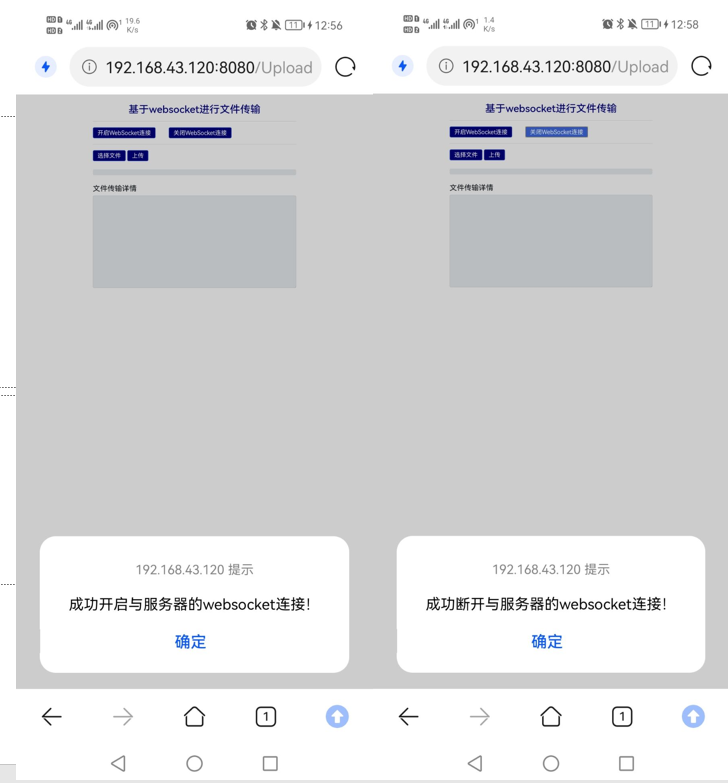 HD 1 4G 4G 1 19.6 K/s 11 12:56
HD 2
192.168.43.120:8080/Upload
基于websocket进行文件传输
开启WebSocket连接 关闭WebSocket连接
选择文件 上传
文件传输详情
192.168.43.120 提示
成功开启与服务器的websocket连接!
确定
1
HD 1 4G 4G 1 1.4 K/s 11 12:58
HD 2
192.168.43.120:8080/Upload
基于websocket进行文件传输
开启WebSocket连接 关闭WebSocket连接
选择文件 上传
文件传输详情
192.168.43.120 提示
成功断开与服务器的websocket连接!
确定
1